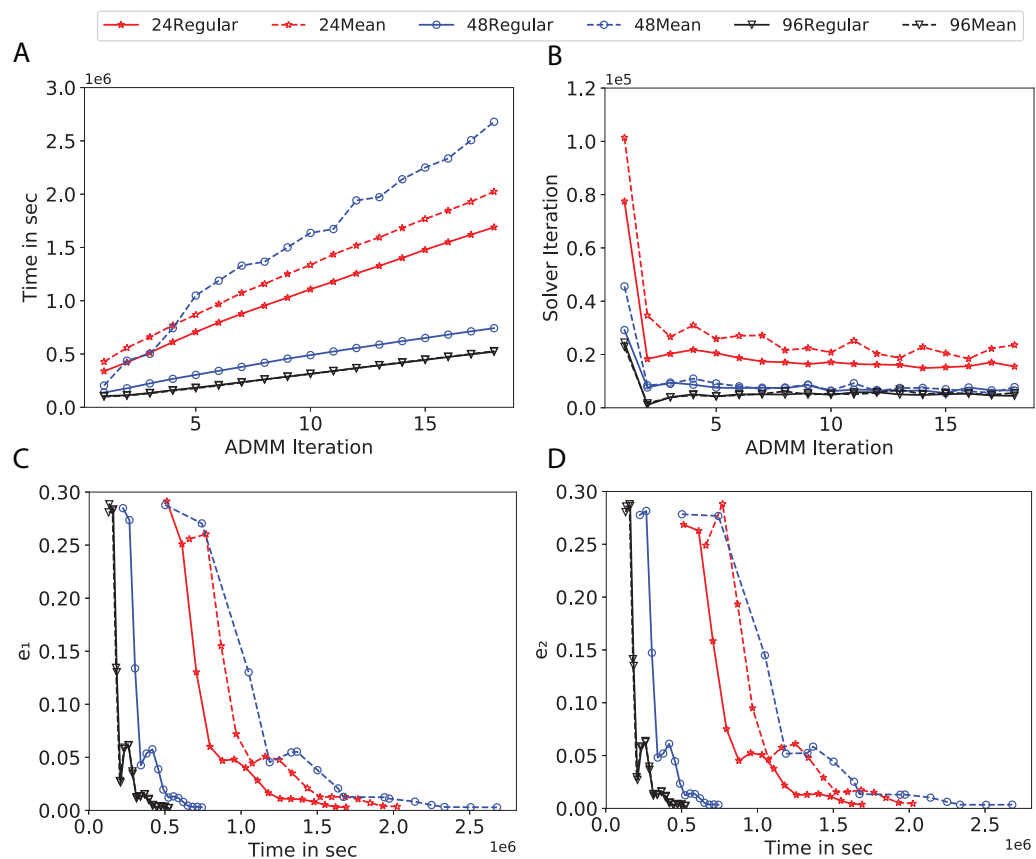 24Regular 24Mean 48Regular 48Mean 96Regular 96Mean
A
1e6
3.0
2.5
2.0
1.5
1.0
0.5
0.0
Time in sec
5 10 15
ADMM Iteration
B
1e5
1.2
1.0
0.8
0.6
0.4
0.2
0.0
Solver Iteration
5 10 15
ADMM Iteration
C
0.30
0.25
0.20
0.15
0.10
0.05
0.00
e₁
0.0 0.5 1.0 1.5 2.0 2.5
Time in sec
1e6
D
0.30
0.25
0.20
0.15
0.10
0.05
0.00
e₂
0.0 0.5 1.0 1.5 2.0 2.5
Time in sec
1e6